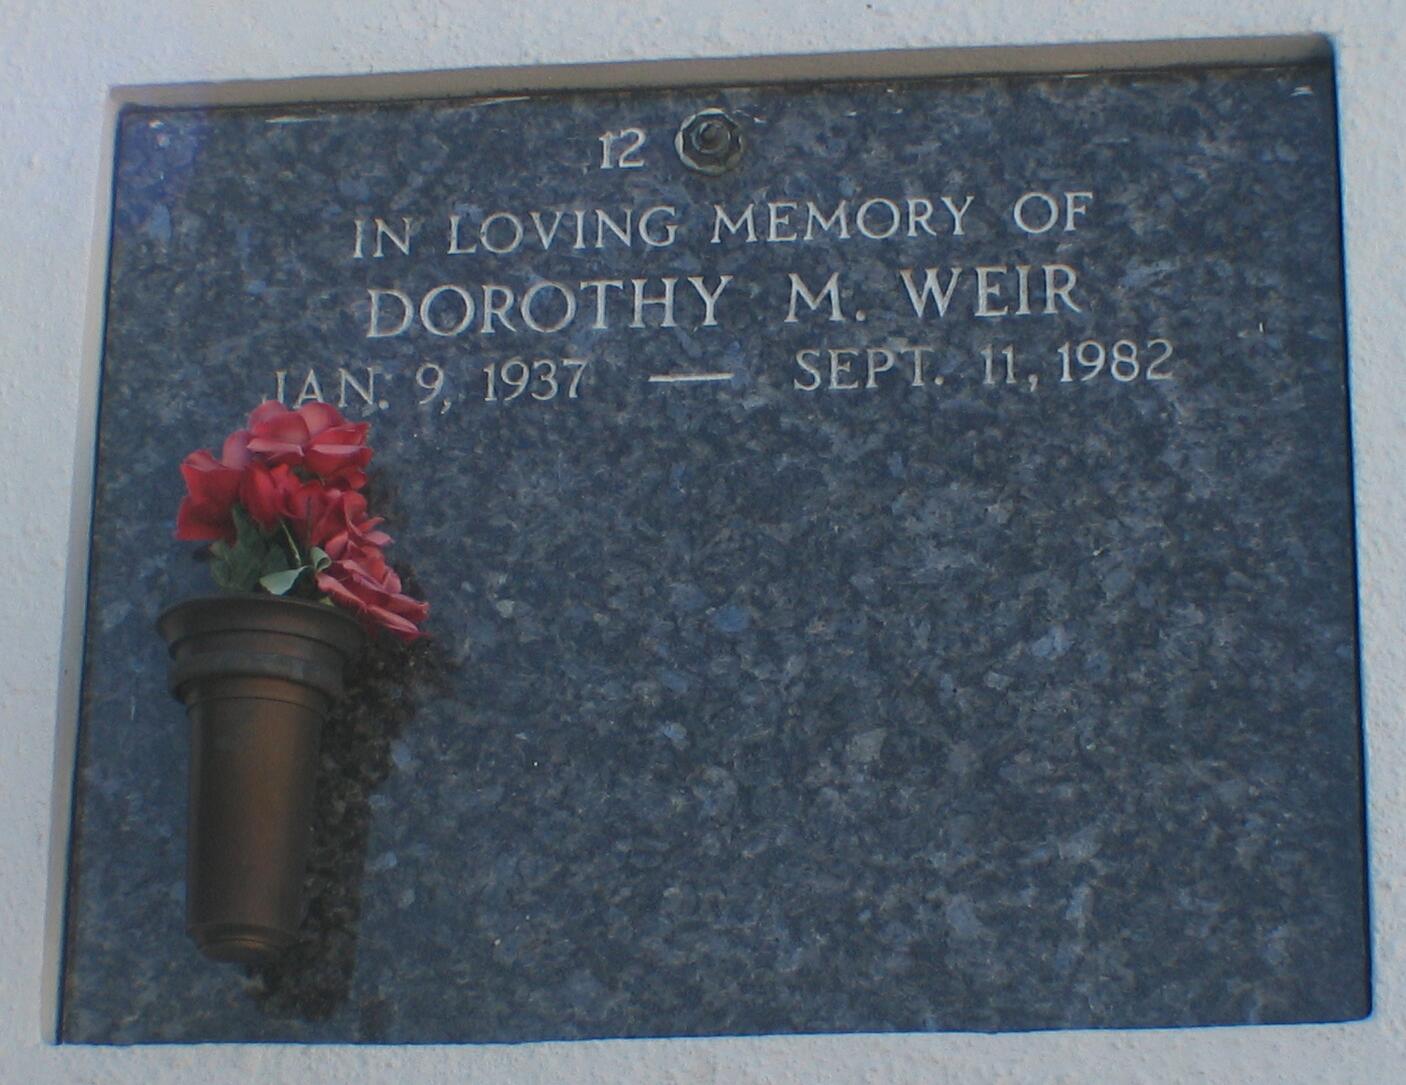 12
IN LOVING MEMORY OF
DOROTHY M. WEIR
JAN. 9, 1937 — SEPT. 11, 1982